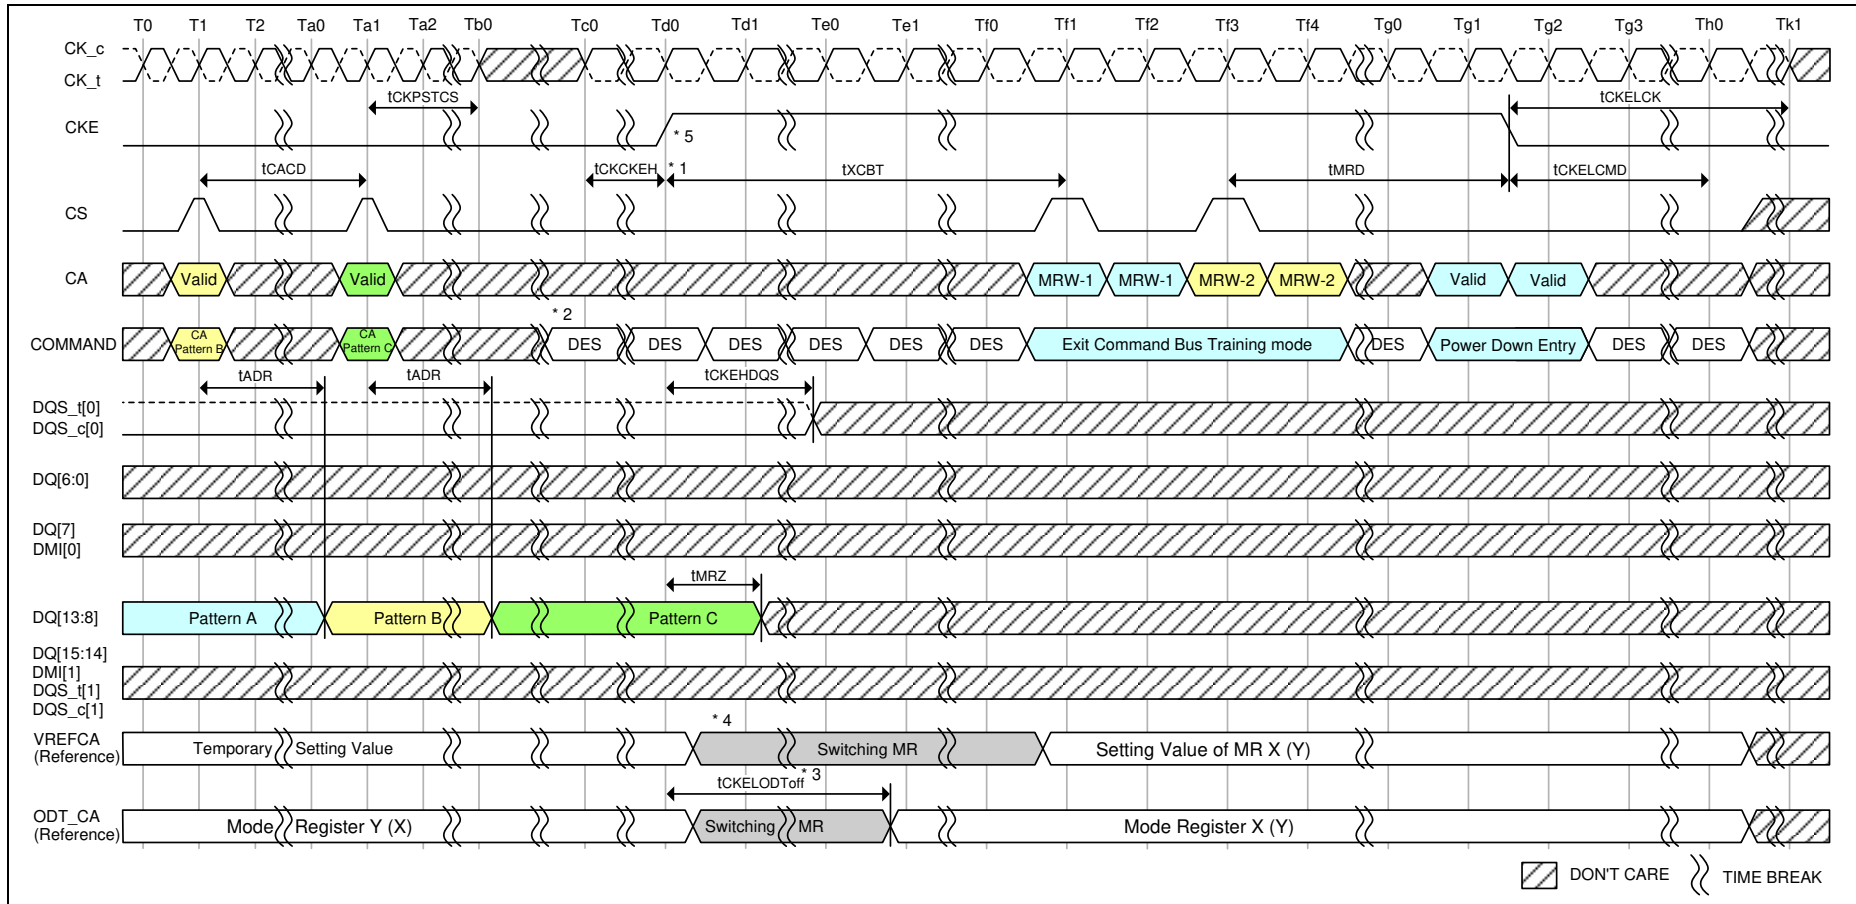 T0 T1 T2 Ta0 Ta1 Ta2 Tb0 Tc0 Td0 Td1 Te0 Te1 Tf0 Tf1 Tf2 Tf3 Tf4 Tg0 Tg1 Tg2 Tg3 Th0 Tk1
CK_c
CK_t
tCKPSTCS tCKELCK
CKE
* 5
tCACD tCKCKEH * 1 tXCBT tMRD tCKELCMD
CS
CA Valid Valid MRW-1 MRW-1 MRW-2 MRW-2 Valid Valid
* 2
COMMAND CA Pattern B CA Pattern C DES DES DES DES DES DES Exit Command Bus Training mode DES Power Down Entry DES DES
tADR tADR tCKEHDQS
DQS_t[0]
DQS_c[0]
DQ[6:0]
DQ[7]
DMI[0]
tMRZ
DQ[13:8] Pattern A Pattern B Pattern C
DQ[15:14]
DMI[1]
DQS_t[1]
DQS_c[1]
* 4
VREFCA
(Reference) Temporary Setting Value Switching MR Setting Value of MR X (Y)
tCKELODToff * 3
ODT_CA
(Reference) Mode Register Y (X) Switching MR Mode Register X (Y)
DON'T CARE TIME BREAK